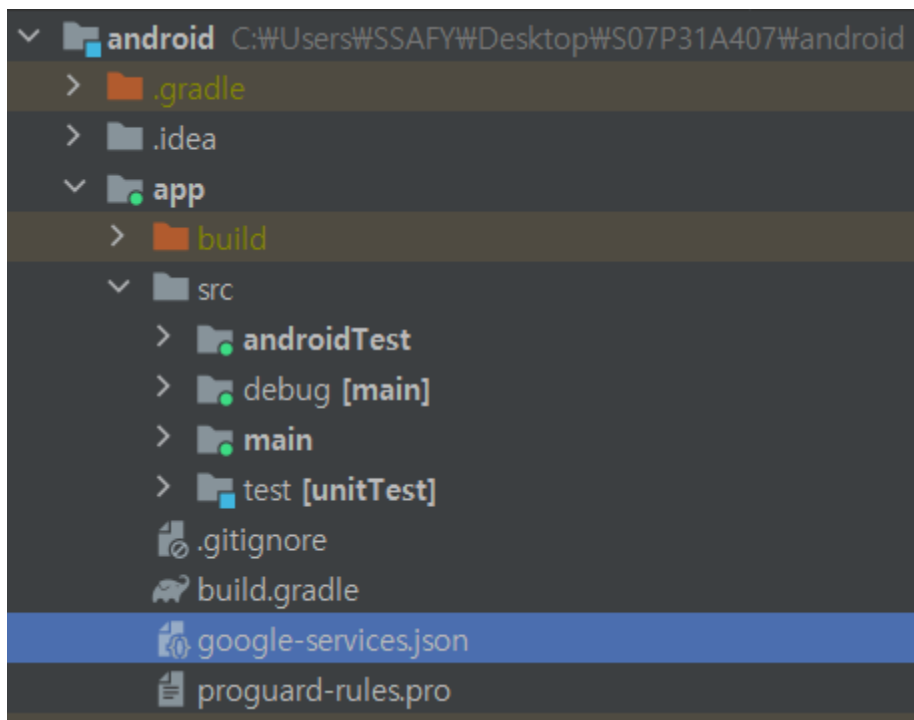 android C:₩Users₩SSAFY₩Desktop₩S07P31A407₩android
.gradle
.idea
app
build
src
androidTest
debug [main]
main
test [unitTest]
.gitignore
build.gradle
google-services.json
proguard-rules.pro